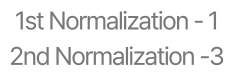 1st Normalization - 1
2nd Normalization -3